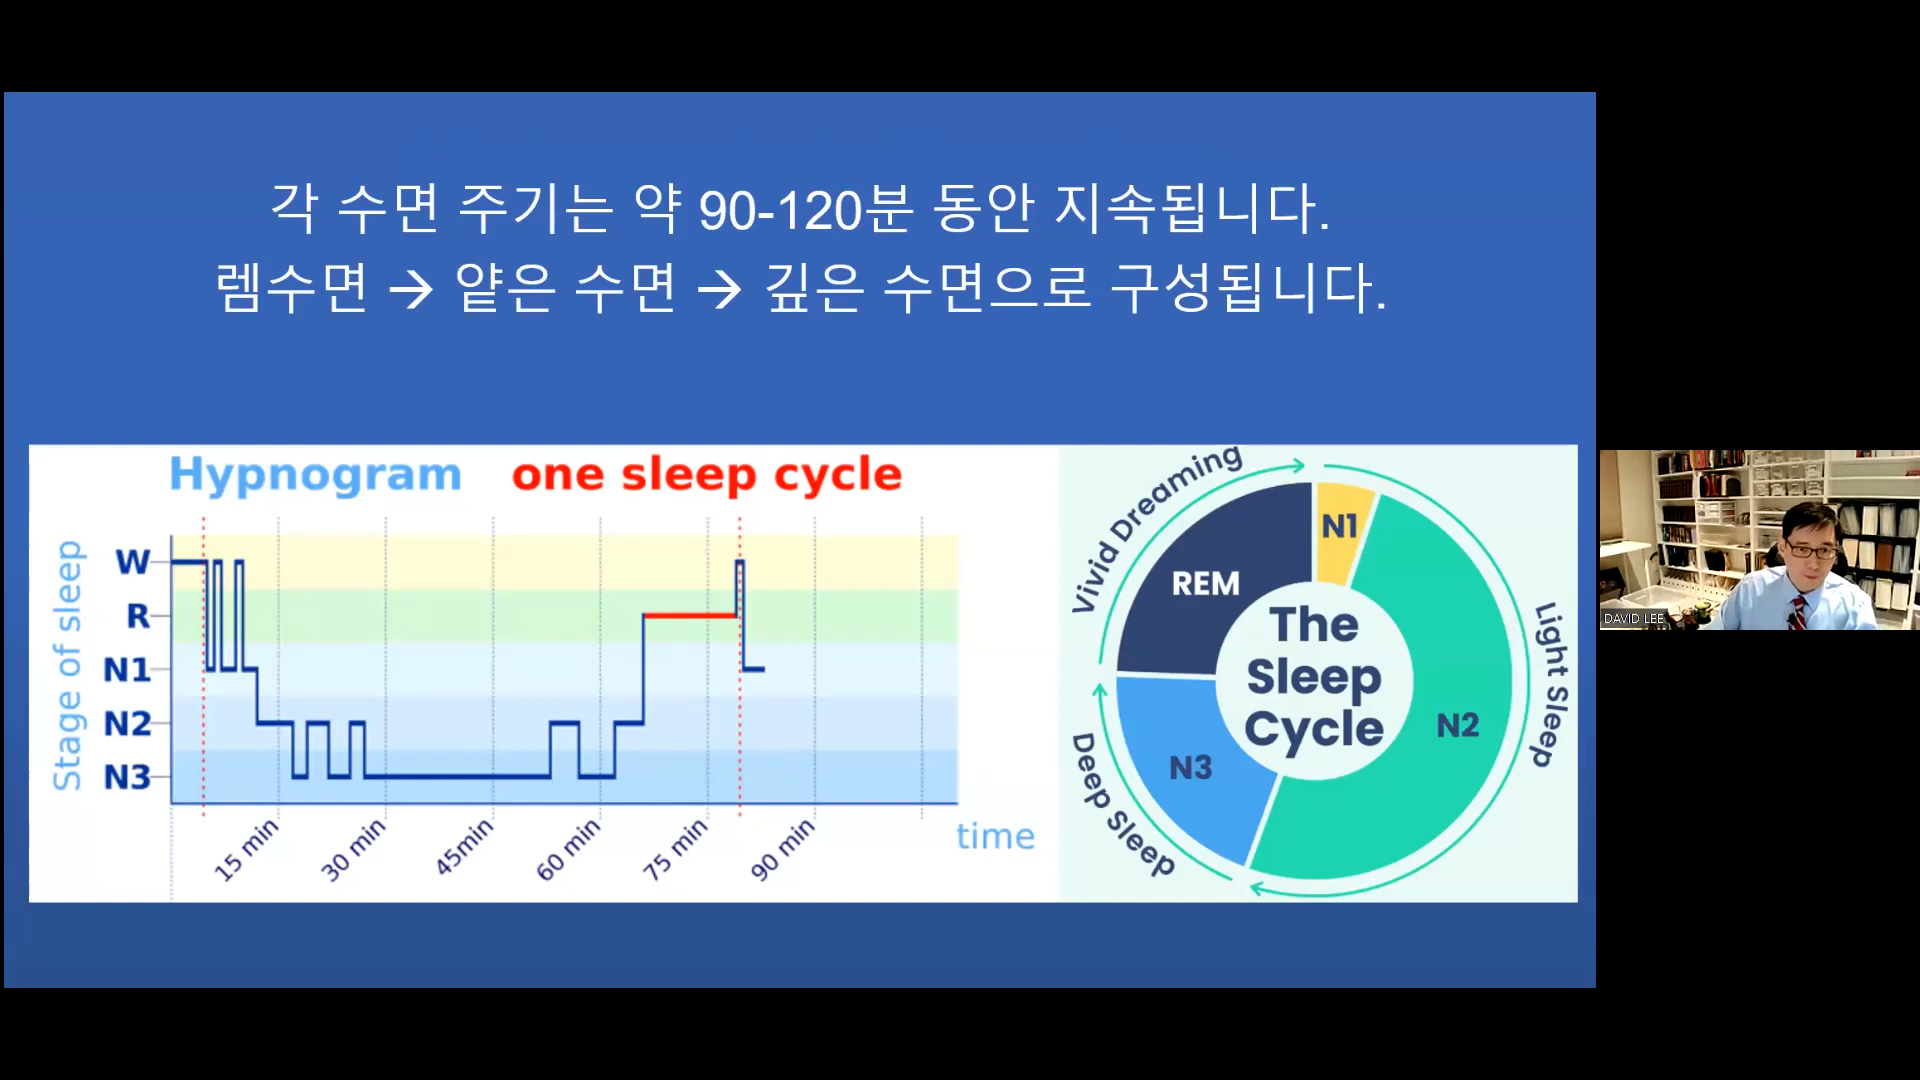 각 수면 주기는 약 90-120분 동안 지속됩니다.
렘수면 → 얕은 수면 → 깊은 수면으로 구성됩니다.
Hypnogram one sleep cycle
Stage of sleep
W
R
N1
N2
N3
15 min
30 min
45min
60 min
75 min
90 min
time
Vivid Dreaming
Light Sleep
Deep Sleep
REM
N1
N2
N3
The
Sleep
Cycle
DAVID LEE